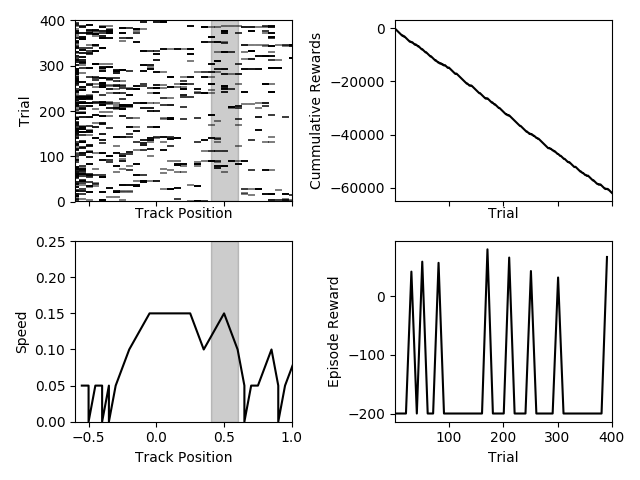 400
300
200
100
0
Trial
Track Position
0
−20000
−40000
−60000
Cummulative Rewards
Trial
0.25
0.20
0.15
0.10
0.05
0.00
Speed
−0.5 0.0 0.5 1.0
Track Position
0
−100
−200
Episode Reward
100 200 300 400
Trial